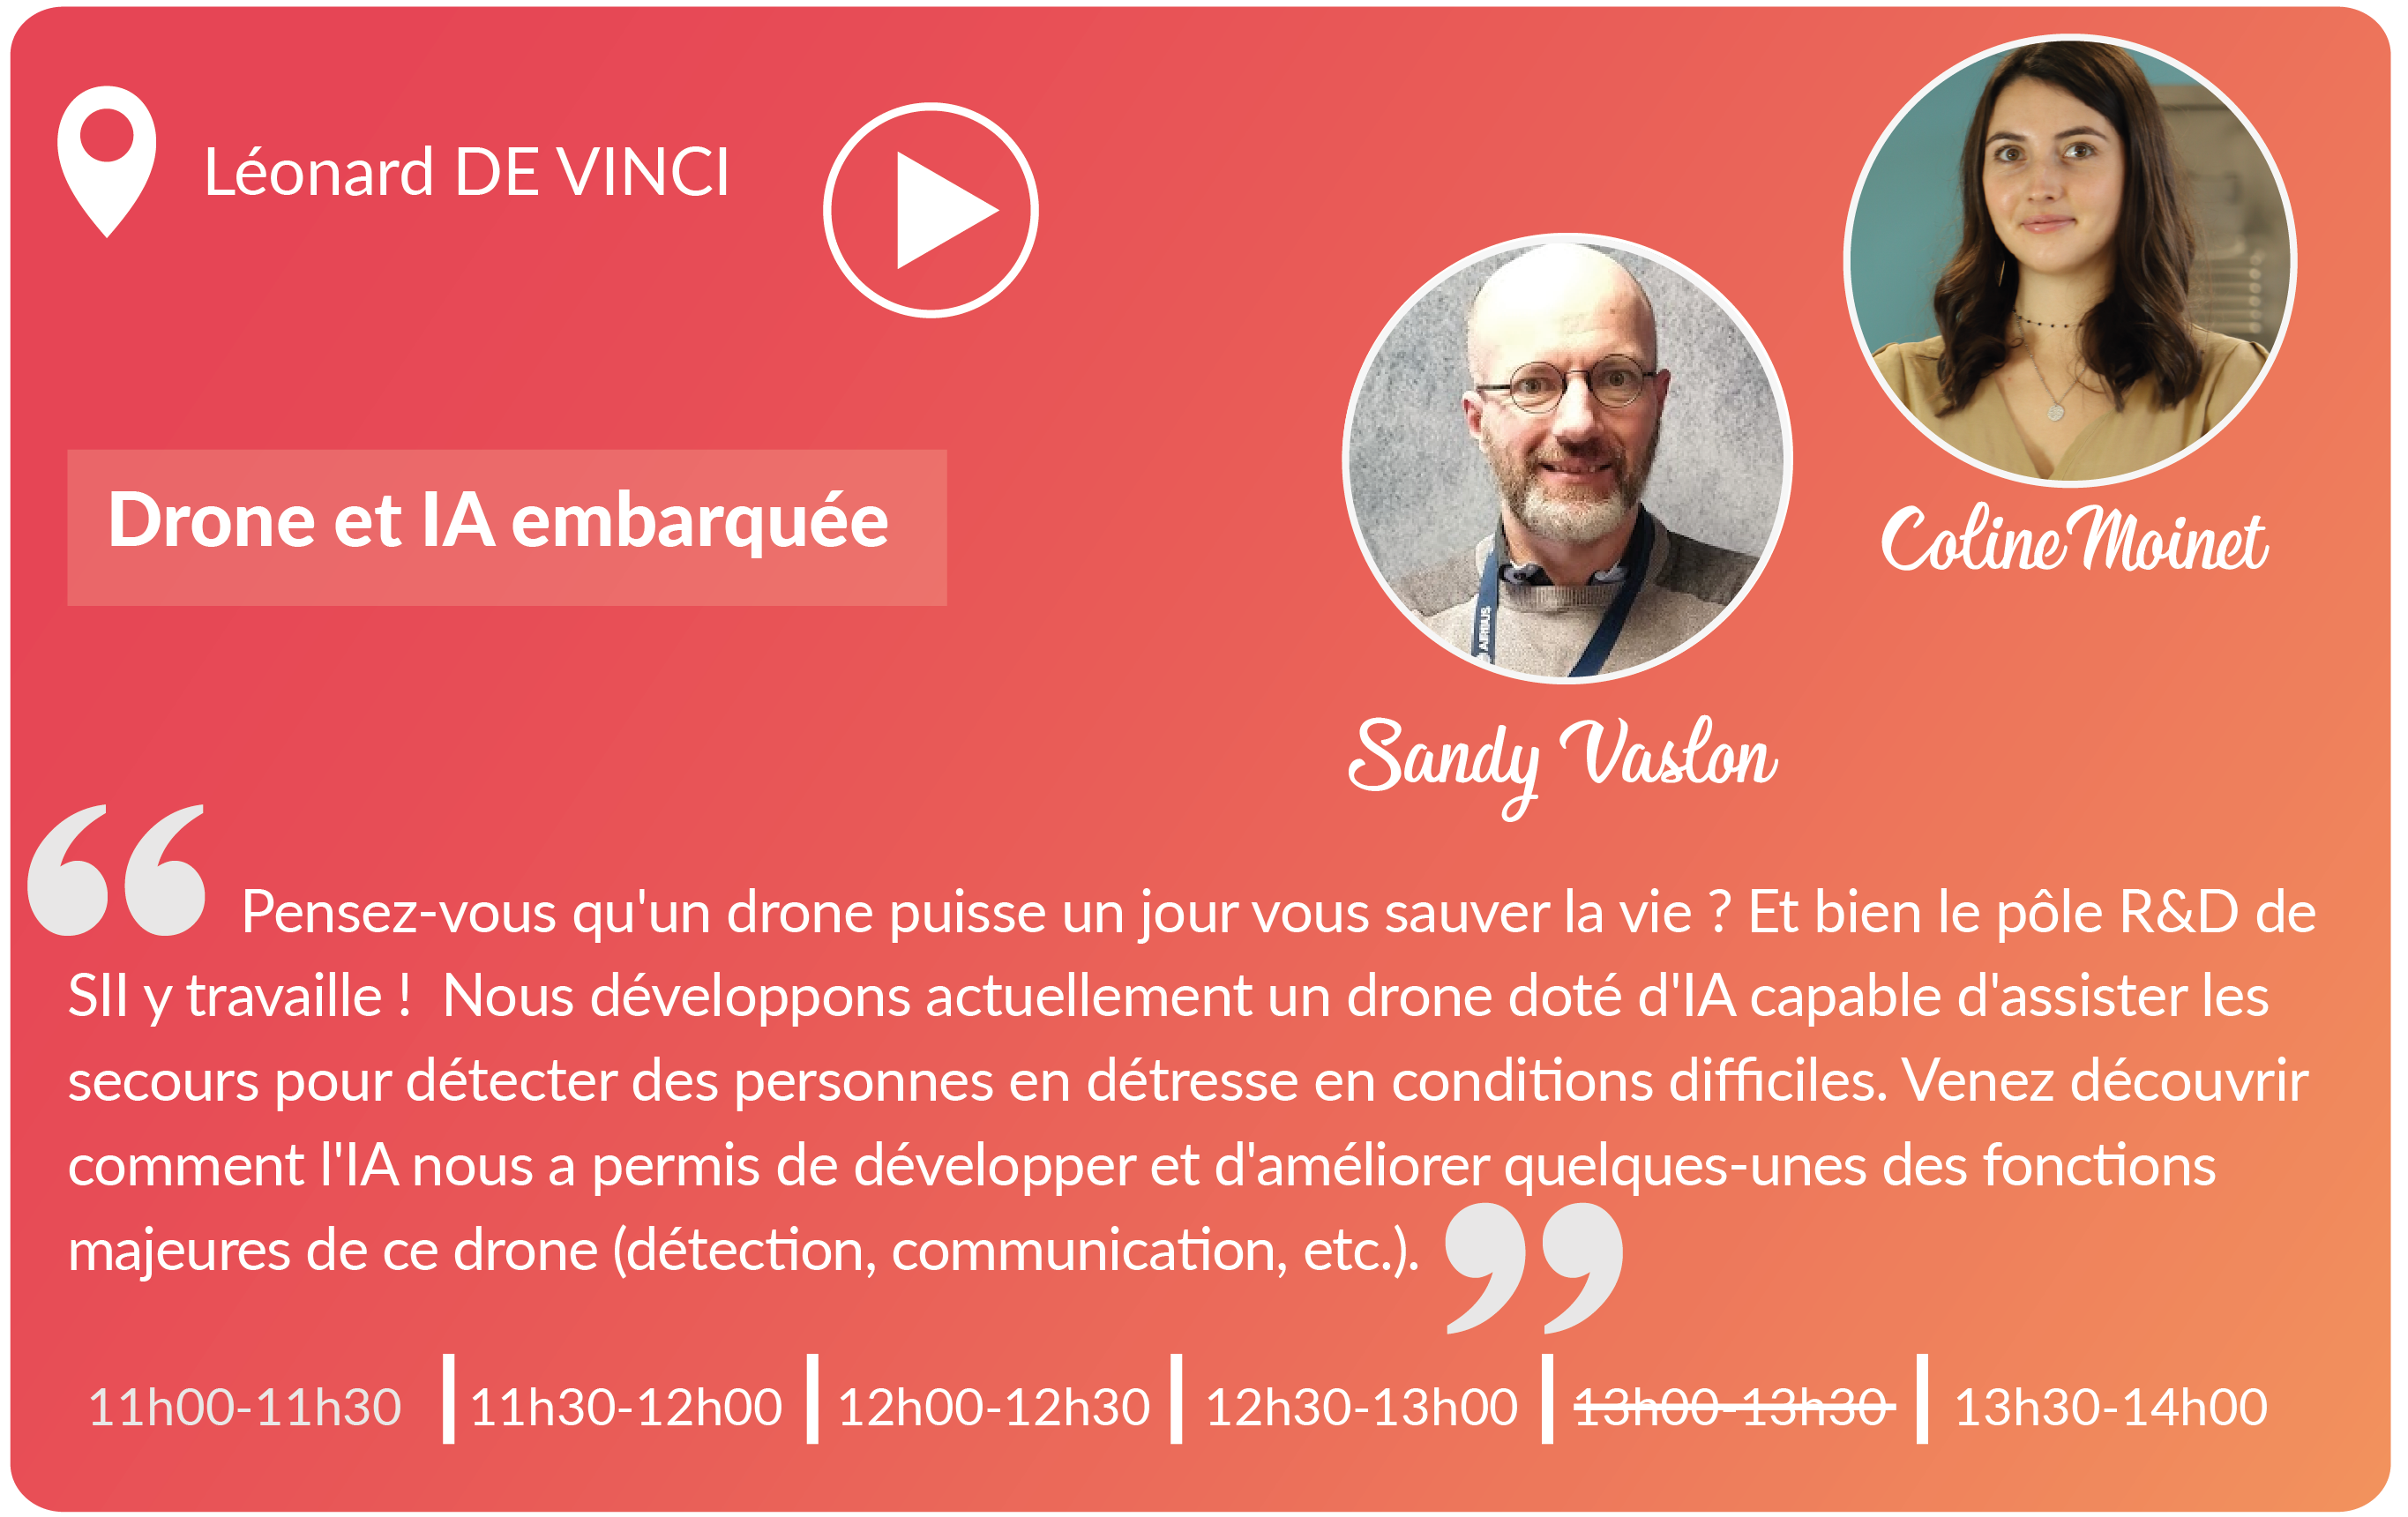 Léonard DE VINCI
Drone et IA embarquée
Coline Moinet
AIRBUS
Sandy Vaslon
Pensez-vous qu'un drone puisse un jour vous sauver la vie ? Et bien le pôle R&D de
SII y travaille !  Nous développons actuellement un drone doté d'IA capable d'assister les
secours pour détecter des personnes en détresse en conditions difficiles. Venez découvrir
comment l'IA nous a permis de développer et d'améliorer quelques-unes des fonctions
majeures de ce drone (détection, communication, etc.).
11h00-11h30 | 11h30-12h00 | 12h00-12h30 | 12h30-13h00 | 13h00-13h30 | 13h30-14h00